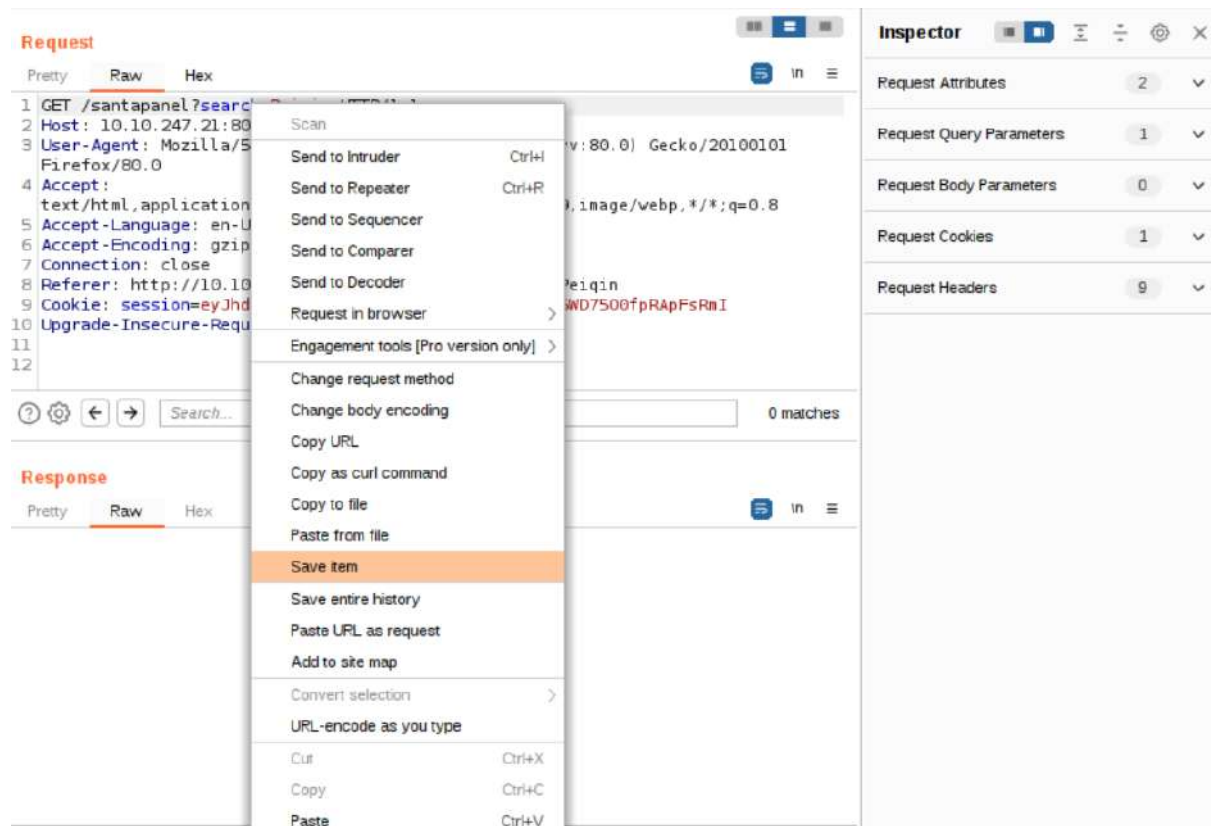 Request
Pretty Raw Hex \n
1 GET /santapanel?search
2 Host: 10.10.247.21:80
3 User-Agent: Mozilla/5 v:80.0) Gecko/20100101
Firefox/80.0
4 Accept:
text/html,application ,image/webp,*/*;q=0.8
5 Accept-Language: en-U
6 Accept-Encoding: gzip
7 Connection: close
8 Referer: http://10.10 Peiqin
9 Cookie: session=eyJhd WD75O0fpRApFsRmI
10 Upgrade-Insecure-Requ
11
12
Search... 0 matches
Response
Pretty Raw Hex \n
Scan
Send to Intruder Ctrl+I
Send to Repeater Ctrl+R
Send to Sequencer
Send to Comparer
Send to Decoder
Request in browser
Engagement tools [Pro version only]
Change request method
Change body encoding
Copy URL
Copy as curl command
Copy to file
Paste from file
Save item
Save entire history
Paste URL as request
Add to site map
Convert selection
URL-encode as you type
Cut Ctrl+X
Copy Ctrl+C
Paste Ctrl+V
Inspector
Request Attributes 2
Request Query Parameters 1
Request Body Parameters 0
Request Cookies 1
Request Headers 9